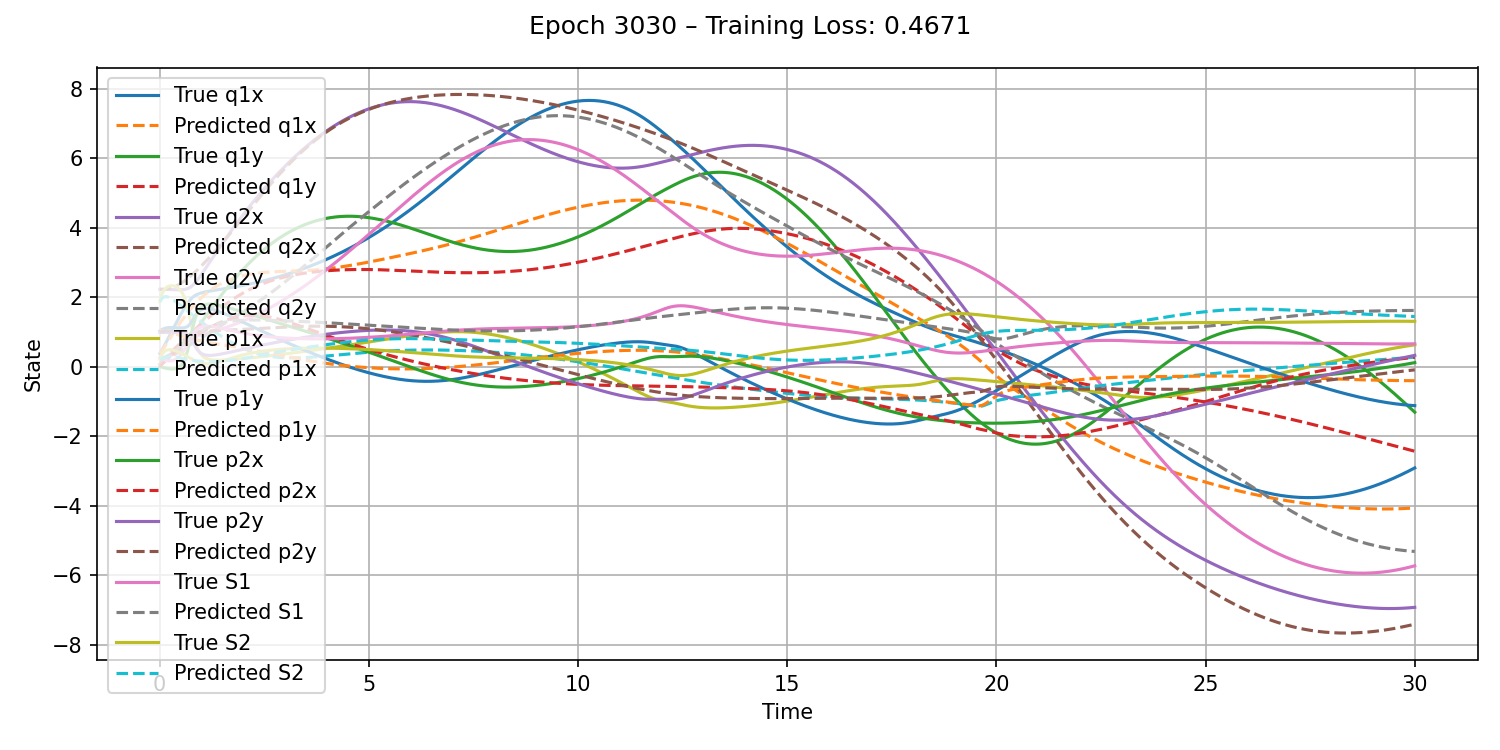 Epoch 3030 – Training Loss: 0.4671
8
6
4
2
0
−2
−4
−6
−8
State
True q1x
Predicted q1x
True q1y
Predicted q1y
True q2x
Predicted q2x
True q2y
Predicted q2y
True p1x
Predicted p1x
True p1y
Predicted p1y
True p2x
Predicted p2x
True p2y
Predicted p2y
True S1
Predicted S1
True S2
Predicted S2
0 5 10 15 20 25 30
Time